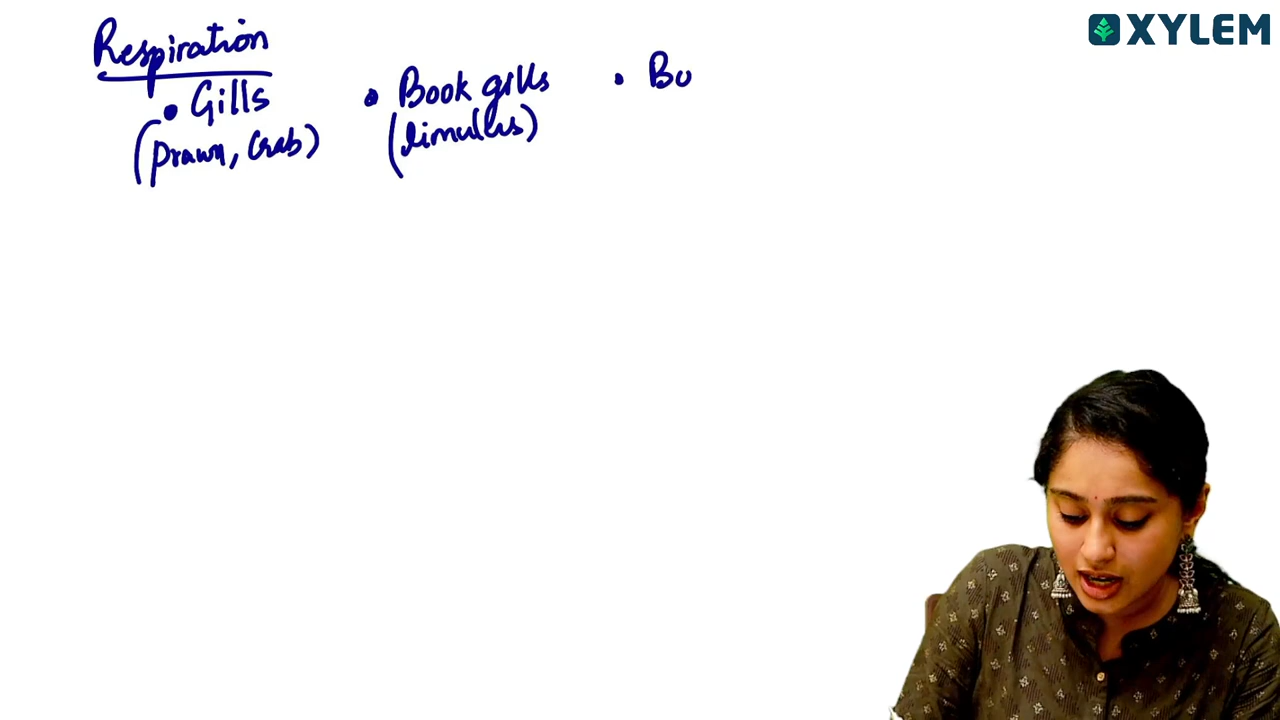 XYLEM
Respiration
• Gills • Book gills • Bo
(Prawn, Crab) (limulus)